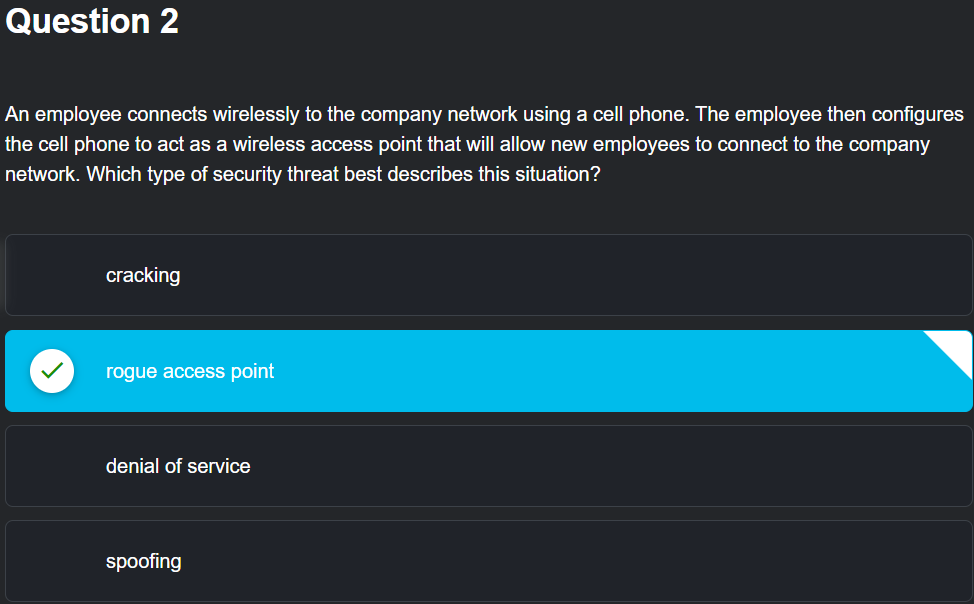 Question 2
An employee connects wirelessly to the company network using a cell phone. The employee then configures
the cell phone to act as a wireless access point that will allow new employees to connect to the company
network. Which type of security threat best describes this situation?
cracking
rogue access point
denial of service
spoofing